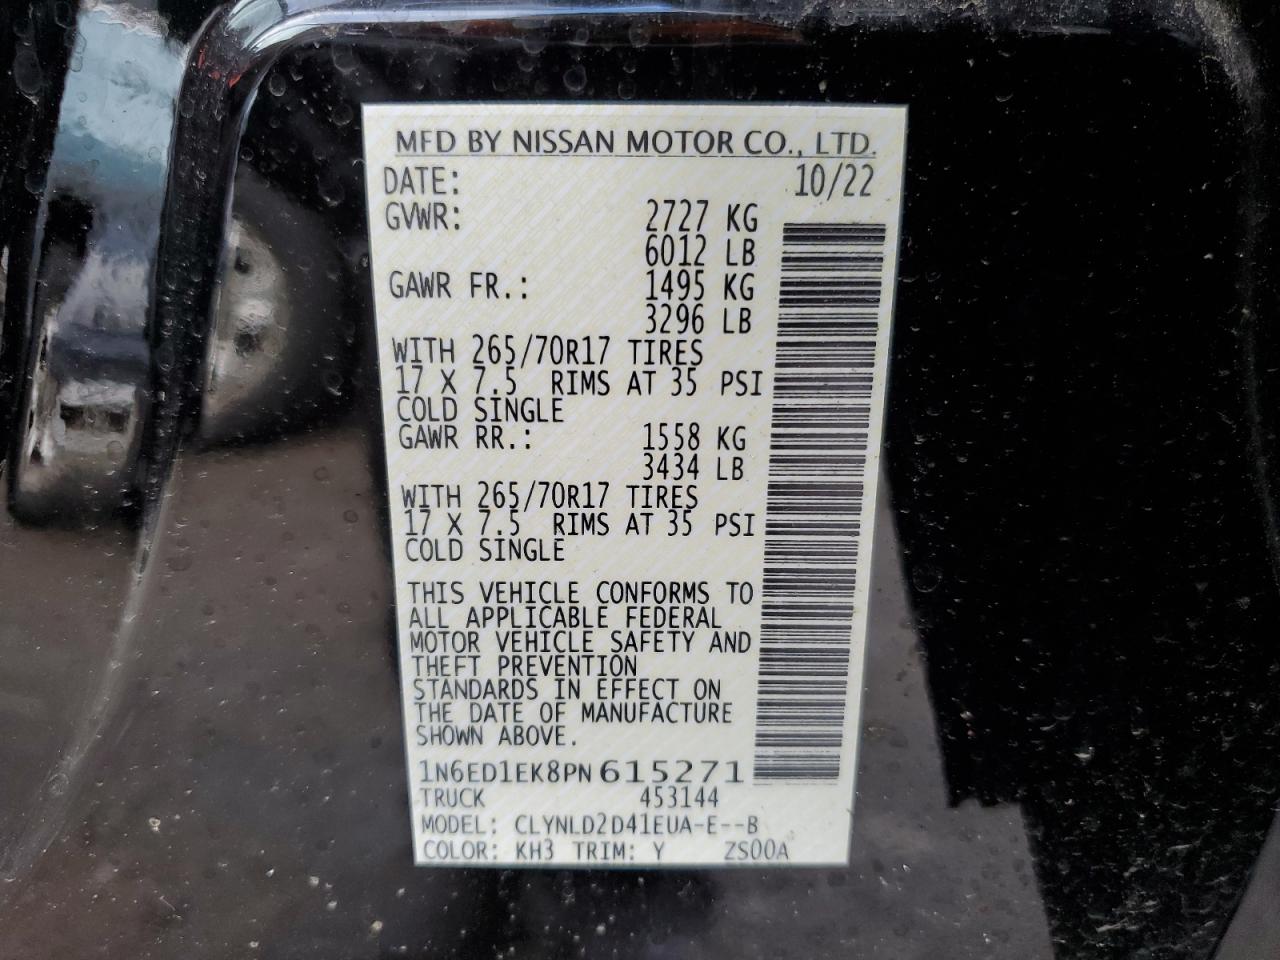 MFD BY NISSAN MOTOR CO., LTD.
DATE: 10/22
GVWR: 2727 KG
6012 LB
GAWR FR.: 1495 KG
3296 LB
WITH 265/70R17 TIRES
17 X 7.5 RIMS AT 35 PSI
COLD SINGLE
GAWR RR.: 1558 KG
3434 LB
WITH 265/70R17 TIRES
17 X 7.5 RIMS AT 35 PSI
COLD SINGLE
THIS VEHICLE CONFORMS TO
ALL APPLICABLE FEDERAL
MOTOR VEHICLE SAFETY AND
THEFT PREVENTION
STANDARDS IN EFFECT ON
THE DATE OF MANUFACTURE
SHOWN ABOVE.
1N6ED1EK8PN615271
TRUCK 453144
MODEL: CLYNLD2D41EUA-E--B
COLOR: KH3 TRIM: Y ZS00A